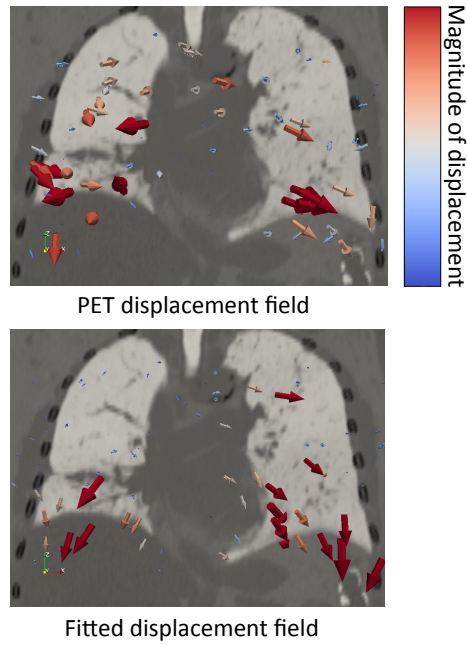 Magnitude of displacement
PET displacement field
Fitted displacement field